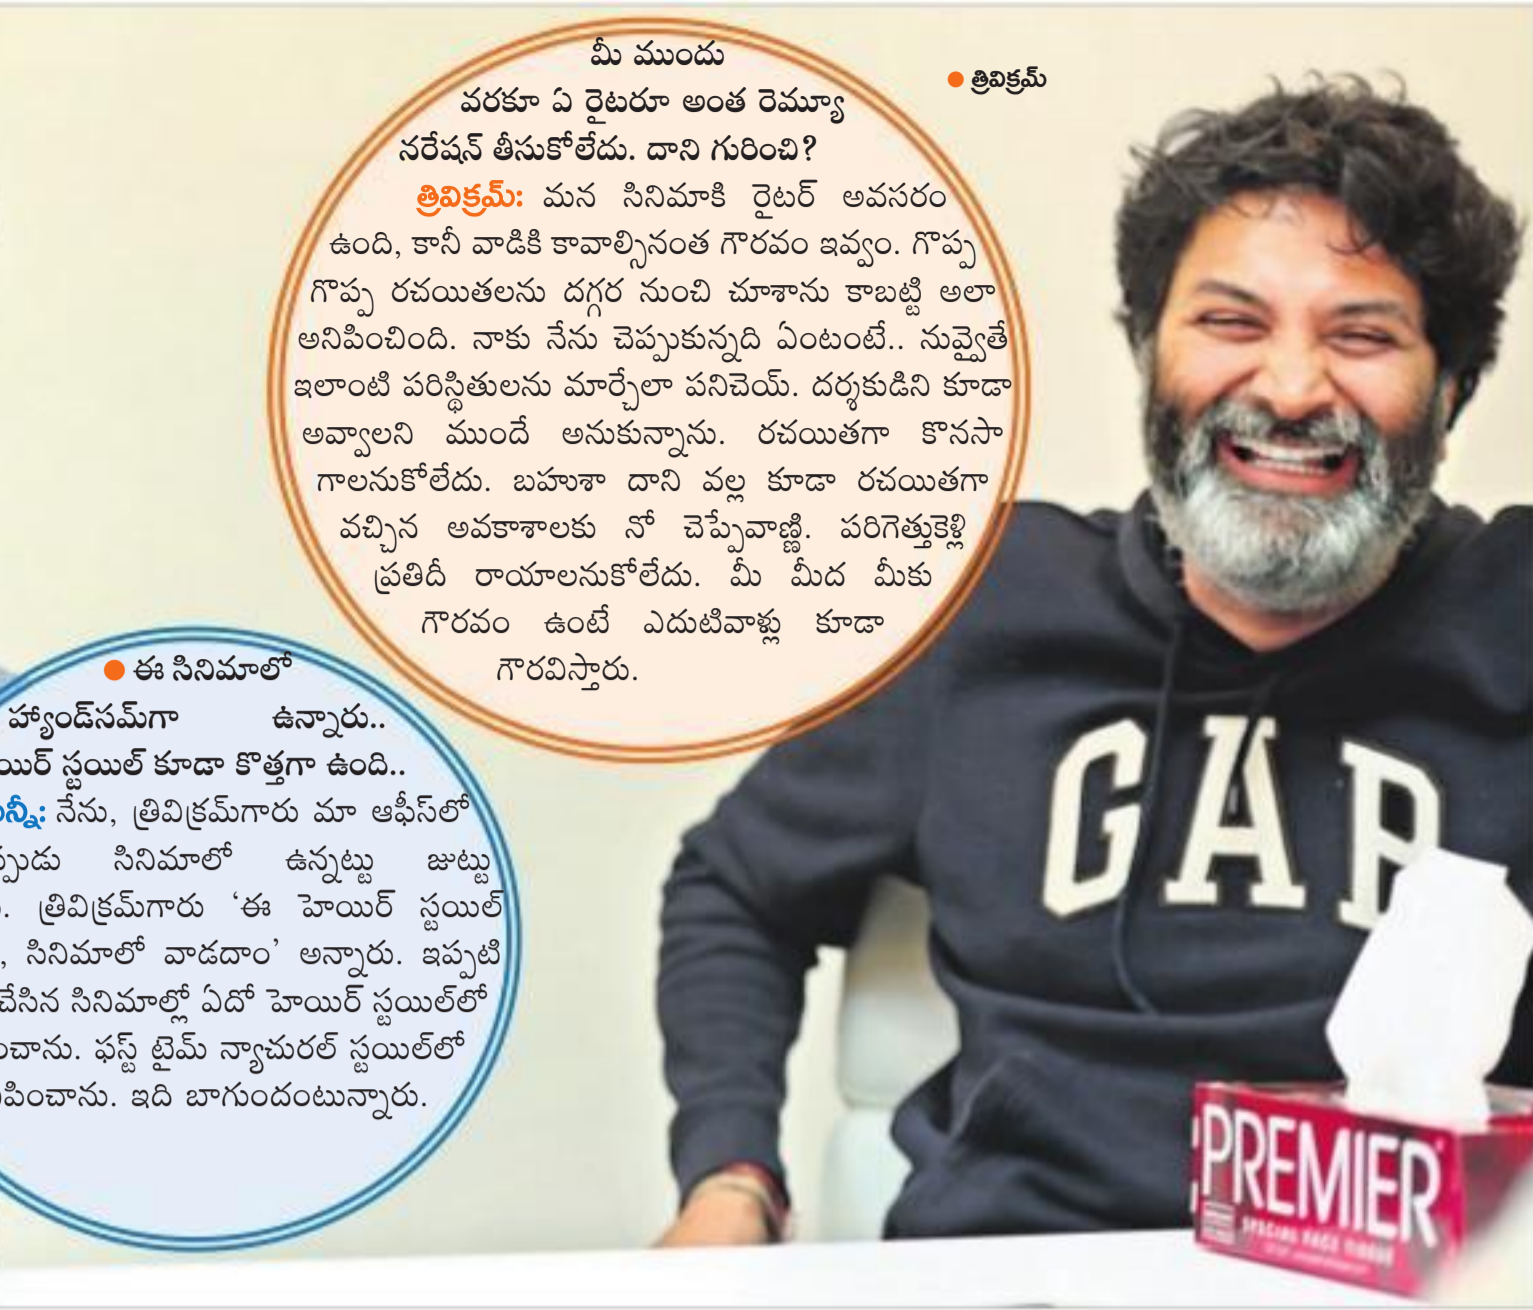 మీ ముందు
వరకూ ఏ రైటరూ అంత రెమ్యూ
నరేషన్ తీసుకోలేదు. దాని గురించి?
త్రివిక్రమ్: మన సినిమాకి రైటర్ అవసరం
ఉంది, కానీ వాడికి కావాల్సినంత గౌరవం ఇవ్వం. గొప్ప
గొప్ప రచయితలను దగ్గర నుంచి చూశాను కాబట్టి అలా
అనిపించింది. నాకు నేను చెప్పుకున్నది ఏంటంటే.. నువ్వైతే
ఇలాంటి పరిస్థితులను మార్చేలా పనిచెయ్. దర్శకుడిని కూడా
అవ్వాలని ముందే అనుకున్నాను. రచయితగా కొనసా
గాలనుకోలేదు. బహుశా దాని వల్ల కూడా రచయితగా
వచ్చిన అవకాశాలకు నో చెప్పేవాణ్ణి. పరిగెత్తుకెళ్లి
ప్రతిదీ రాయాలనుకోలేదు. మీ మీద మీకు
గౌరవం ఉంటే ఎదుటివాళ్లు కూడా
గౌరవిస్తారు.
● త్రివిక్రమ్
● ఈ సినిమాలో
హ్యాండ్‌సమ్‌గా ఉన్నారు..
యిర్ స్టయిల్ కూడా కొత్తగా ఉంది..
న్నీ: నేను, త్రివిక్రమ్‌గారు మా ఆఫీస్‌లో
ప్పుడు సినిమాలో ఉన్నట్టు జుట్టు
. త్రివిక్రమ్‌గారు ‘ఈ హెయిర్ స్టయిల్
, సినిమాలో వాడదాం’ అన్నారు. ఇప్పటి
చేసిన సినిమాల్లో ఏదో హెయిర్ స్టయిల్‌లో
ంచాను. ఫస్ట్ టైమ్ న్యాచురల్ స్టయిల్‌లో
పించాను. ఇది బాగుందంటున్నారు.
GAP
PREMIER
SPECIAL FACE TISSUE